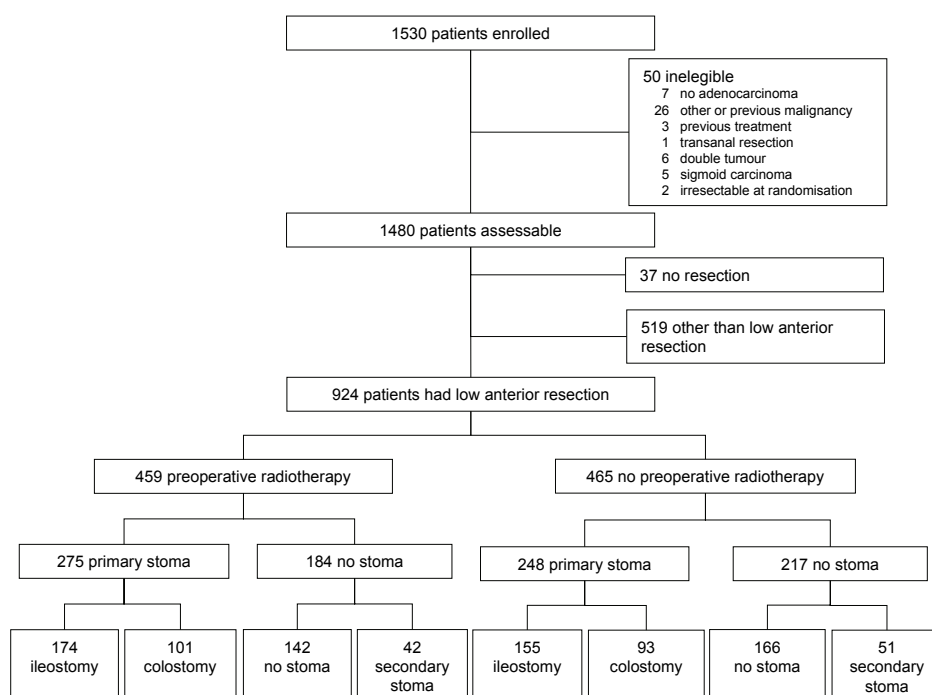 1530 patients enrolled
50 inelegible
7 no adenocarcinoma
26 other or previous malignancy
3 previous treatment
1 transanal resection
6 double tumour
5 sigmoid carcinoma
2 irresectable at randomisation
1480 patients assessable
37 no resection
519 other than low anterior
resection
924 patients had low anterior resection
459 preoperative radiotherapy
465 no preoperative radiotherapy
275 primary stoma
184 no stoma
248 primary stoma
217 no stoma
174
ileostomy
101
colostomy
142
no stoma
42
secondary
stoma
155
ileostomy
93
colostomy
166
no stoma
51
secondary
stoma